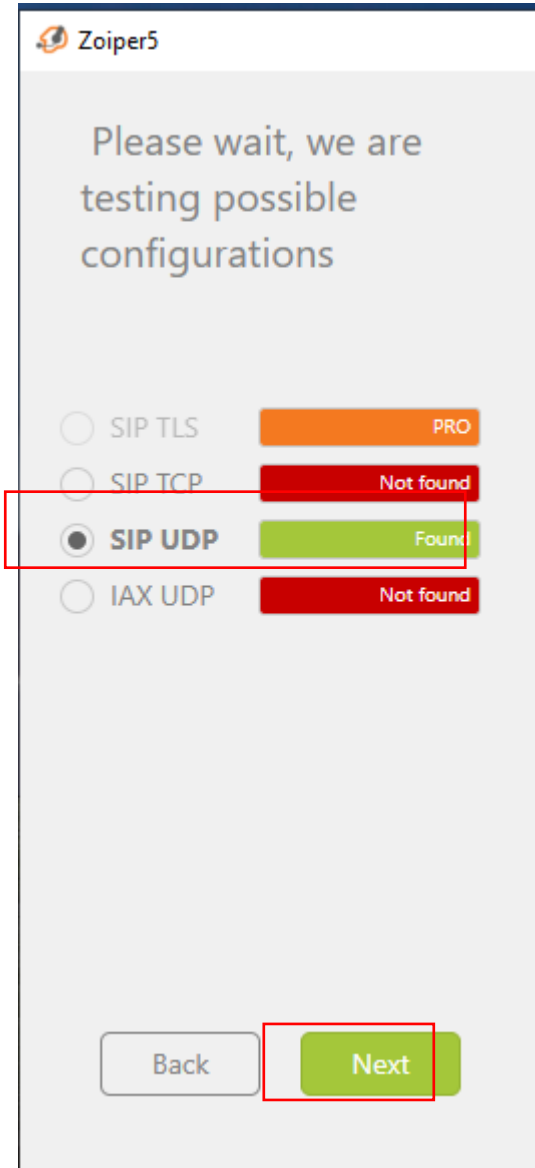 Zoiper5
Please wait, we are
testing possible
configurations
SIP TLS PRO
SIP TCP Not found
SIP UDP Found
IAX UDP Not found
Back Next